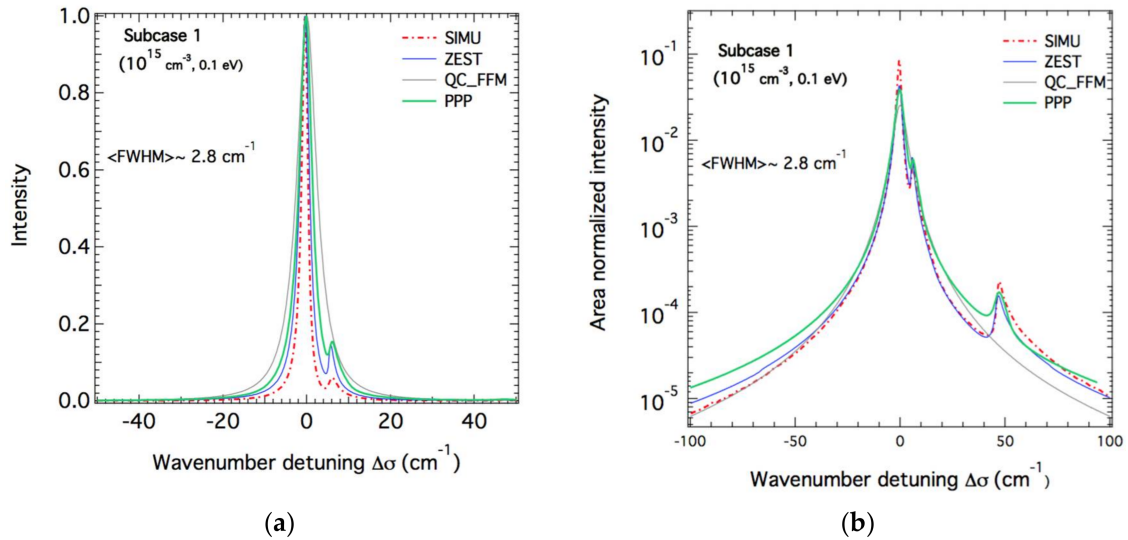 1.0
0.8
0.6
0.4
0.2
0.0
Intensity
Subcase 1
(10¹⁵ cm⁻³, 0.1 eV)
<FWHM>~ 2.8 cm⁻¹
SIMU
ZEST
QC_FFM
PPP
-40 -20 0 20 40
Wavenumber detuning Δσ (cm⁻¹)
(a)
10⁻¹
10⁻²
10⁻³
10⁻⁴
10⁻⁵
Area normalized intensity
Subcase 1
(10¹⁵ cm⁻³, 0.1 eV)
<FWHM>~ 2.8 cm⁻¹
SIMU
ZEST
QC_FFM
PPP
-100 -50 0 50 100
Wavenumber detuning Δσ (cm⁻¹)
(b)